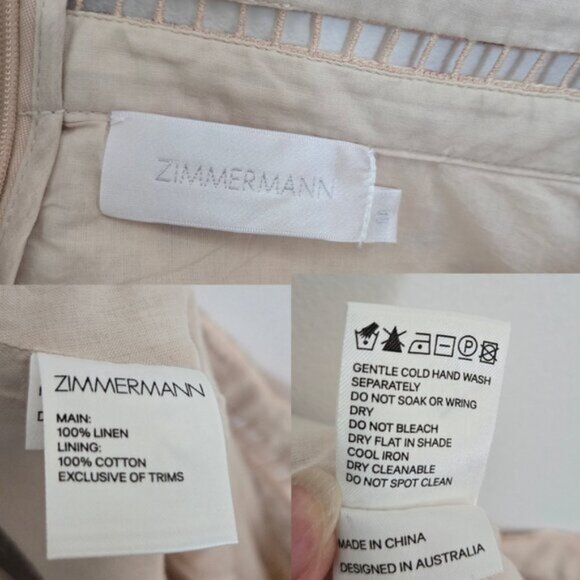 ZIMMERMANN
0
ZIMMERMANN
MAIN:
100% LINEN
LINING:
100% COTTON
EXCLUSIVE OF TRIMS
P
GENTLE COLD HAND WASH
SEPARATELY
DO NOT SOAK OR WRING
DRY
DO NOT BLEACH
DRY FLAT IN SHADE
COOL IRON
DRY CLEANABLE
DO NOT SPOT CLEAN
MADE IN CHINA
DESIGNED IN AUSTRALIA